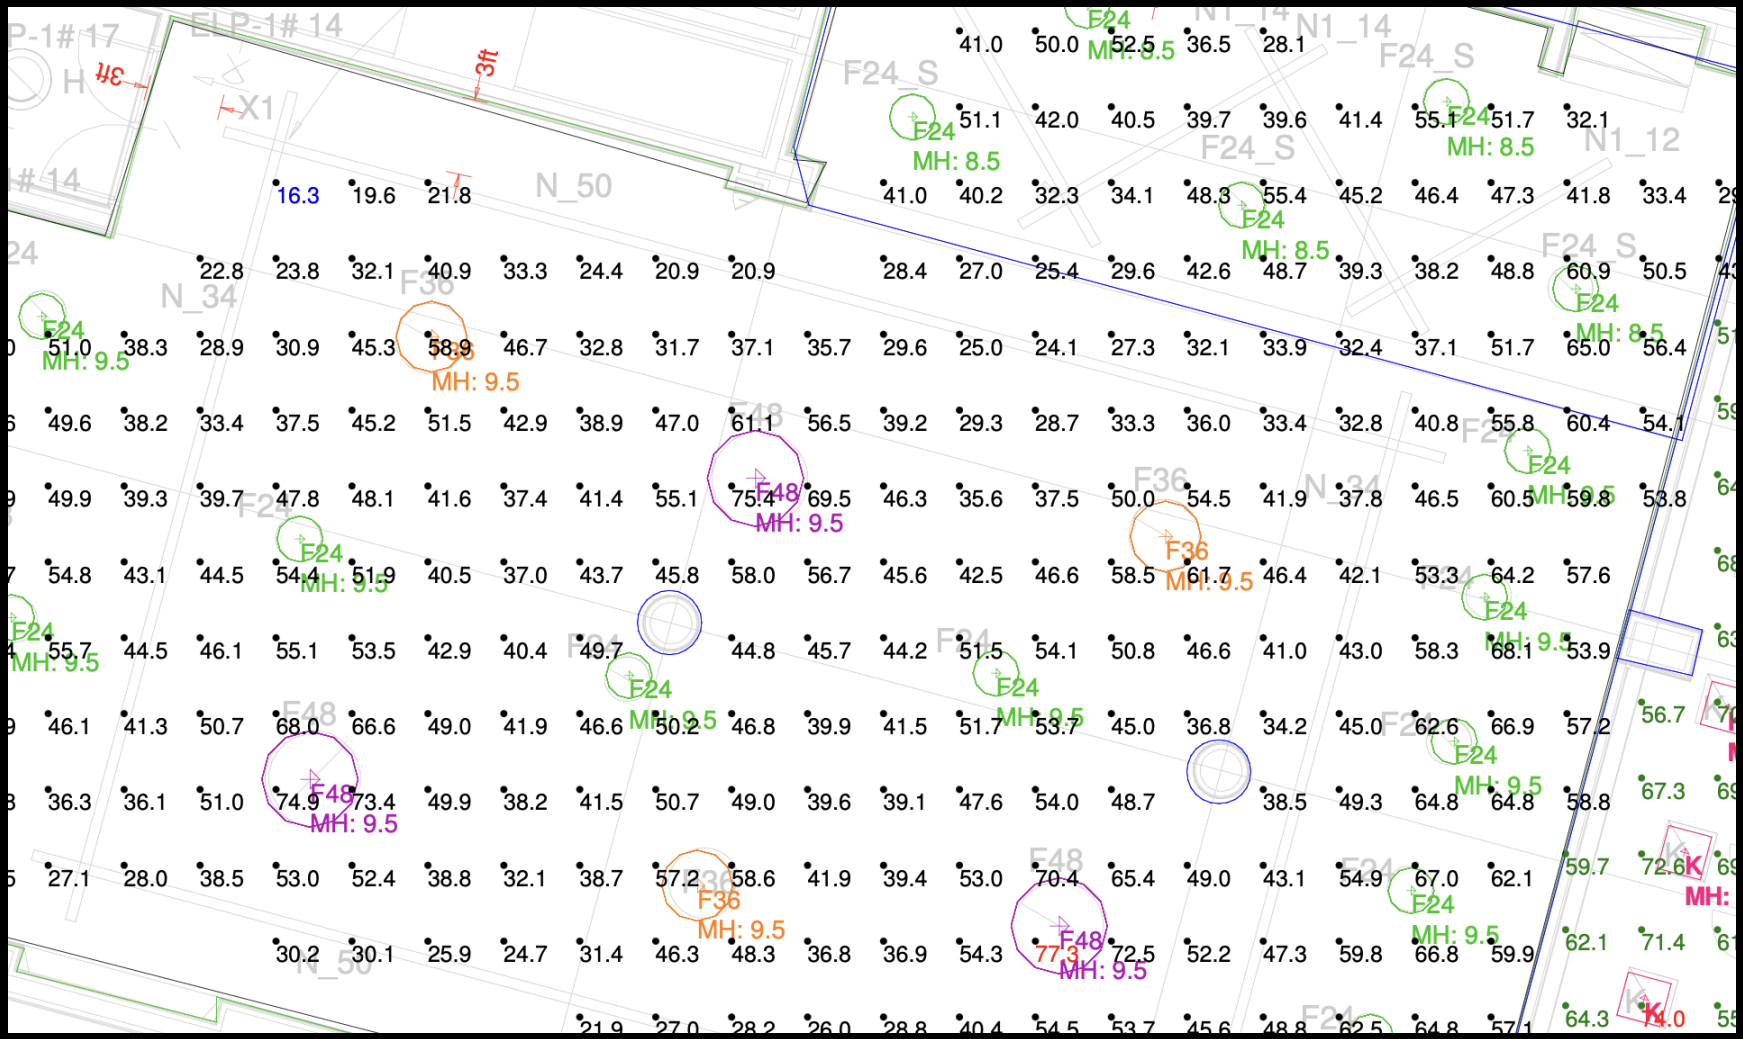 ELP-1# 14
P-1# 17
3ft
3ft
H
X1
1# 14
N_50
N1_14
N1_14
F24
MH: 8.5
41.0 50.0 52.5 36.5 28.1
F24_S
F24_S
51.1 42.0 40.5 39.7 39.6 41.4 55.1 51.7 32.1
F24
MH: 8.5
F24
MH: 8.5
F24_S
N1_12
16.3 19.6 21.8 41.0 40.2 32.3 34.1 48.3 55.4 45.2 46.4 47.3 41.8 33.4
F24
MH: 8.5
F24_S
24
22.8 23.8 32.1 40.9 33.3 24.4 20.9 20.9 28.4 27.0 25.4 29.6 42.6 48.7 39.3 38.2 48.8 60.9 50.5
F36
N_34
F24
MH: 8.5
F24
MH: 9.5
51.0 38.3 28.9 30.9 45.3 58.9 46.7 32.8 31.7 37.1 35.7 29.6 25.0 24.1 27.3 32.1 33.9 32.4 37.1 51.7 65.0 56.4
F36
MH: 9.5
49.6 38.2 33.4 37.5 45.2 51.5 42.9 38.9 47.0 61.1 56.5 39.2 29.3 28.7 33.3 36.0 33.4 32.8 40.8 55.8 60.4 54.1
F48
F24
F24
MH: 9.5
49.9 39.3 39.7 47.8 48.1 41.6 37.4 41.4 55.1 75.4 69.5 46.3 35.6 37.5 50.0 54.5 41.9 37.8 46.5 60.5 59.8 53.8
F48
MH: 9.5
F36
N_34
F24
F24
MH: 9.5
F36
MH: 9.5
54.8 43.1 44.5 54.4 51.9 40.5 37.0 43.7 45.8 58.0 56.7 45.6 42.5 46.6 58.5 61.7 46.4 42.1 53.3 64.2 57.6
F24
F24
MH: 9.5
F24
MH: 9.5
55.7 44.5 46.1 55.1 53.5 42.9 40.4 49.7 44.8 45.7 44.2 51.5 54.1 50.8 46.6 41.0 43.0 58.3 68.1 53.9
F24
F24
MH: 9.5
F24
F24
MH: 9.5
46.1 41.3 50.7 68.0 66.6 49.0 41.9 46.6 50.2 46.8 39.9 41.5 51.7 53.7 45.0 36.8 34.2 45.0 62.6 66.9 57.2 56.7
F48
F24
F24
MH: 9.5
36.3 36.1 51.0 74.9 73.4 49.9 38.2 41.5 50.7 49.0 39.6 39.1 47.6 54.0 48.7 38.5 49.3 64.8 64.8 58.8 67.3
F48
MH: 9.5
27.1 28.0 38.5 53.0 52.4 38.8 32.1 38.7 57.2 58.6 41.9 39.4 53.0 70.4 65.4 49.0 43.1 54.9 67.0 62.1 59.7 72.6
F36
F36
MH: 9.5
F48
F24
F24
MH: 9.5
K
K
MH:
30.2 30.1 25.9 24.7 31.4 46.3 48.3 36.8 36.9 54.3 77.3 72.5 52.2 47.3 59.8 66.8 59.9 62.1 71.4
F48
MH: 9.5
N_50
F24
K
K
21.9 27.0 28.2 26.0 28.8 40.4 54.5 53.7 45.6 48.8 62.5 64.8 57.1 64.3 74.0